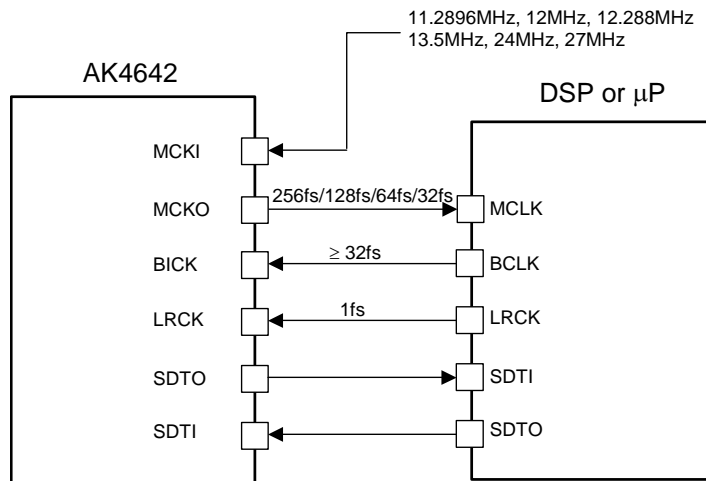 11.2896MHz, 12MHz, 12.288MHz
13.5MHz, 24MHz, 27MHz
AK4642
DSP or μP
MCKI
MCKO
256fs/128fs/64fs/32fs
MCLK
BICK
≥ 32fs
BCLK
LRCK
1fs
LRCK
SDTO
SDTI
SDTI
SDTO